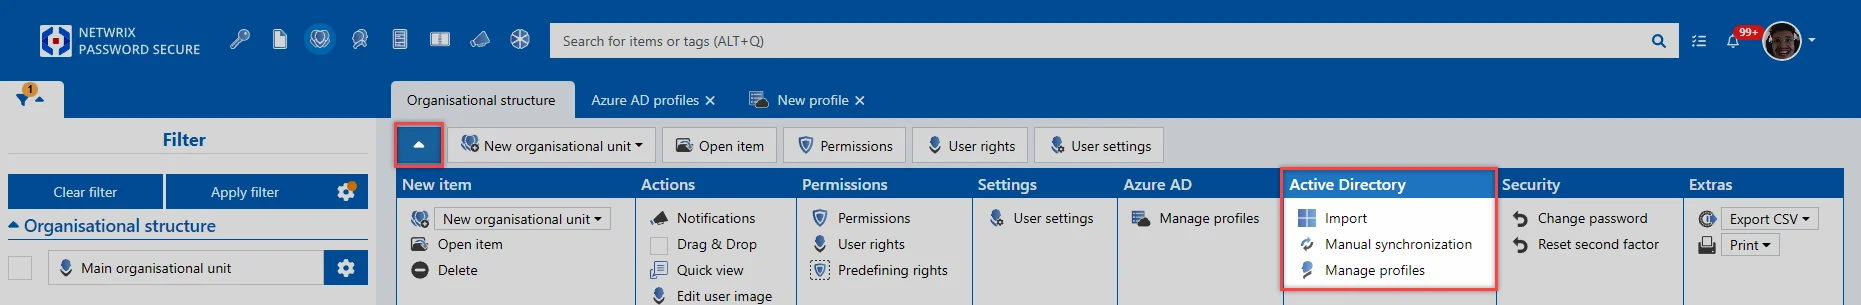 NETWRIX
PASSWORD SECURE
Search for items or tags (ALT+Q)
99+
1
Organisational structure
Azure AD profiles
New profile
Filter
New organisational unit
Open item
Permissions
User rights
User settings
Clear filter
Apply filter
New item
Actions
Permissions
Settings
Azure AD
Active Directory
Security
Extras
Organisational structure
New organisational unit
Notifications
Permissions
User settings
Manage profiles
Import
Change password
Export CSV
Open item
Drag & Drop
User rights
Manual synchronization
Reset second factor
Print
Main organisational unit
Delete
Quick view
Predefining rights
Manage profiles
Edit user image